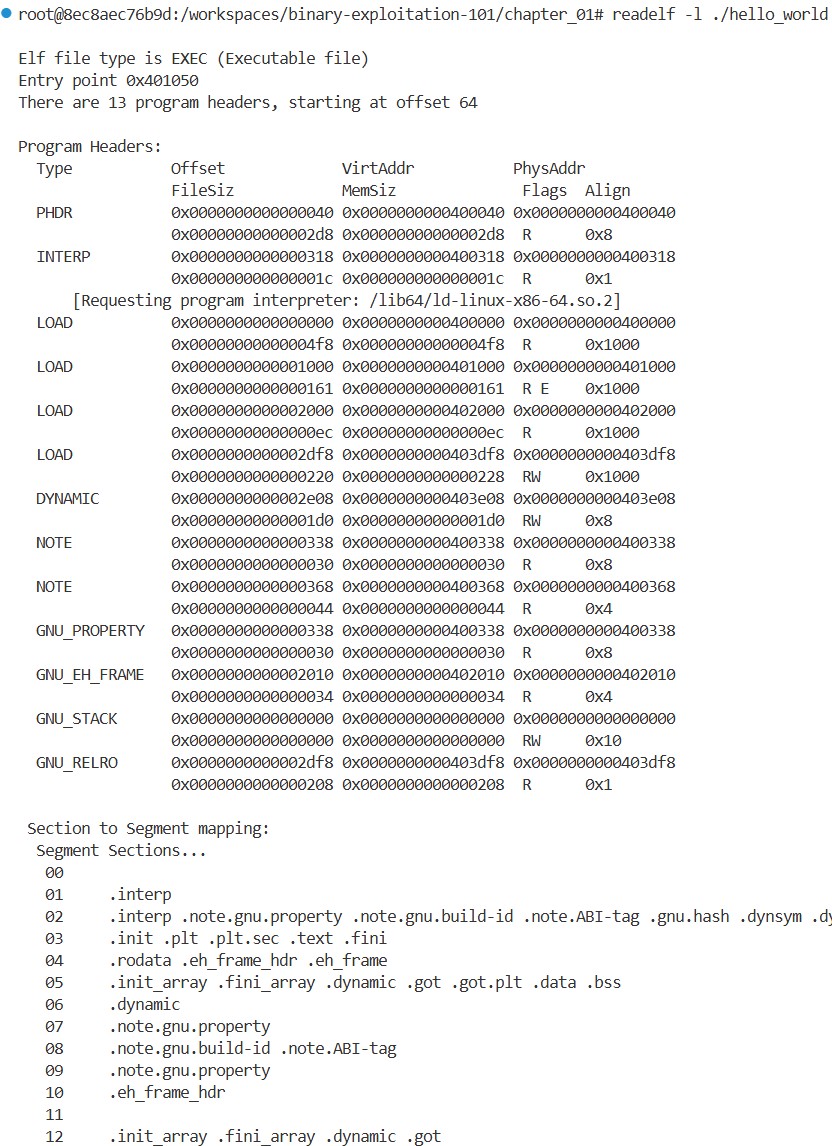 root@8ec8aec76b9d:/workspaces/binary-exploitation-101/chapter_01# readelf -l ./hello_world
Elf file type is EXEC (Executable file)
Entry point 0x401050
There are 13 program headers, starting at offset 64
Program Headers:
  Type           Offset             VirtAddr           PhysAddr
                 FileSiz            MemSiz              Flags  Align
  PHDR           0x0000000000000040 0x0000000000400040 0x0000000000400040
                 0x00000000000002d8 0x00000000000002d8  R      0x8
  INTERP         0x0000000000000318 0x0000000000400318 0x0000000000400318
                 0x000000000000001c 0x000000000000001c  R      0x1
      [Requesting program interpreter: /lib64/ld-linux-x86-64.so.2]
  LOAD           0x0000000000000000 0x0000000000400000 0x0000000000400000
                 0x00000000000004f8 0x00000000000004f8  R      0x1000
  LOAD           0x0000000000001000 0x0000000000401000 0x0000000000401000
                 0x0000000000000161 0x0000000000000161  R E    0x1000
  LOAD           0x0000000000002000 0x0000000000402000 0x0000000000402000
                 0x00000000000000ec 0x00000000000000ec  R      0x1000
  LOAD           0x0000000000002df8 0x0000000000403df8 0x0000000000403df8
                 0x0000000000000220 0x0000000000000228  RW     0x1000
  DYNAMIC        0x0000000000002e08 0x0000000000403e08 0x0000000000403e08
                 0x00000000000001d0 0x00000000000001d0  RW     0x8
  NOTE           0x0000000000000338 0x0000000000400338 0x0000000000400338
                 0x0000000000000030 0x0000000000000030  R      0x8
  NOTE           0x0000000000000368 0x0000000000400368 0x0000000000400368
                 0x0000000000000044 0x0000000000000044  R      0x4
  GNU_PROPERTY   0x0000000000000338 0x0000000000400338 0x0000000000400338
                 0x0000000000000030 0x0000000000000030  R      0x8
  GNU_EH_FRAME   0x0000000000002010 0x0000000000402010 0x0000000000402010
                 0x0000000000000034 0x0000000000000034  R      0x4
  GNU_STACK      0x0000000000000000 0x0000000000000000 0x0000000000000000
                 0x0000000000000000 0x0000000000000000  RW     0x10
  GNU_RELRO      0x0000000000002df8 0x0000000000403df8 0x0000000000403df8
                 0x0000000000000208 0x0000000000000208  R      0x1
 Section to Segment mapping:
  Segment Sections...
   00
   01     .interp
   02     .interp .note.gnu.property .note.gnu.build-id .note.ABI-tag .gnu.hash .dynsym
   03     .init .plt .plt.sec .text .fini
   04     .rodata .eh_frame_hdr .eh_frame
   05     .init_array .fini_array .dynamic .got .got.plt .data .bss
   06     .dynamic
   07     .note.gnu.property
   08     .note.gnu.build-id .note.ABI-tag
   09     .note.gnu.property
   10     .eh_frame_hdr
   11
   12     .init_array .fini_array .dynamic .got